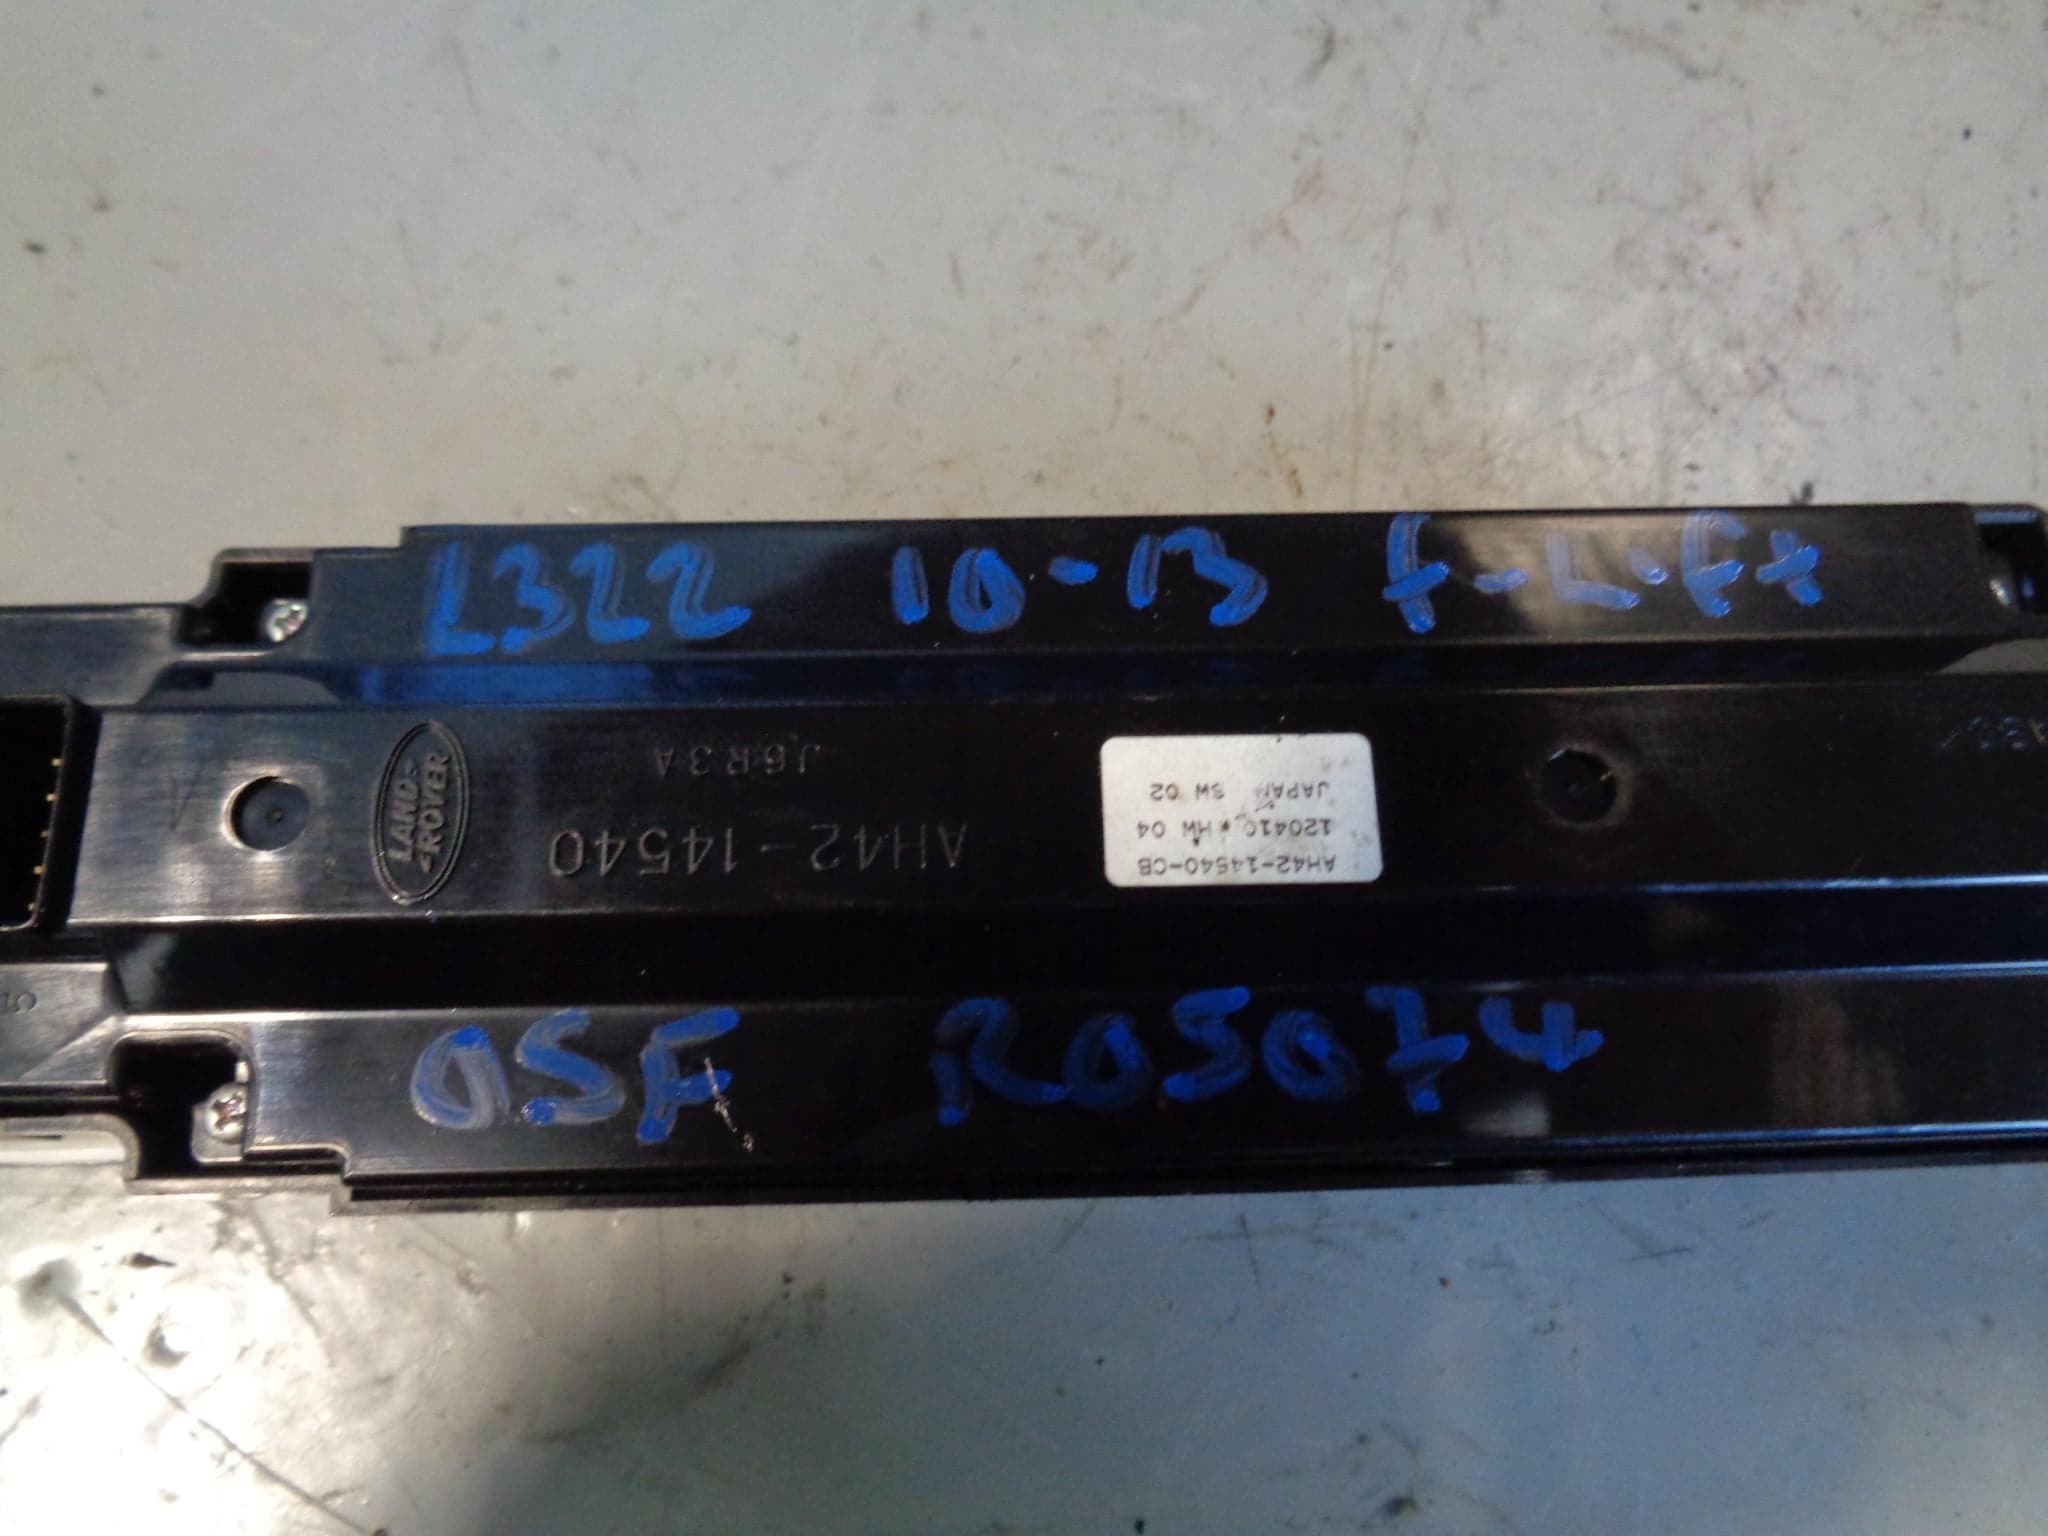 L322 10-13 f-Lift
LAND-
-ROVER
J6R3A
AH42-14540
AH42-14540-CB
120410 HW 04
JAPAN SW 02
OSF R05074